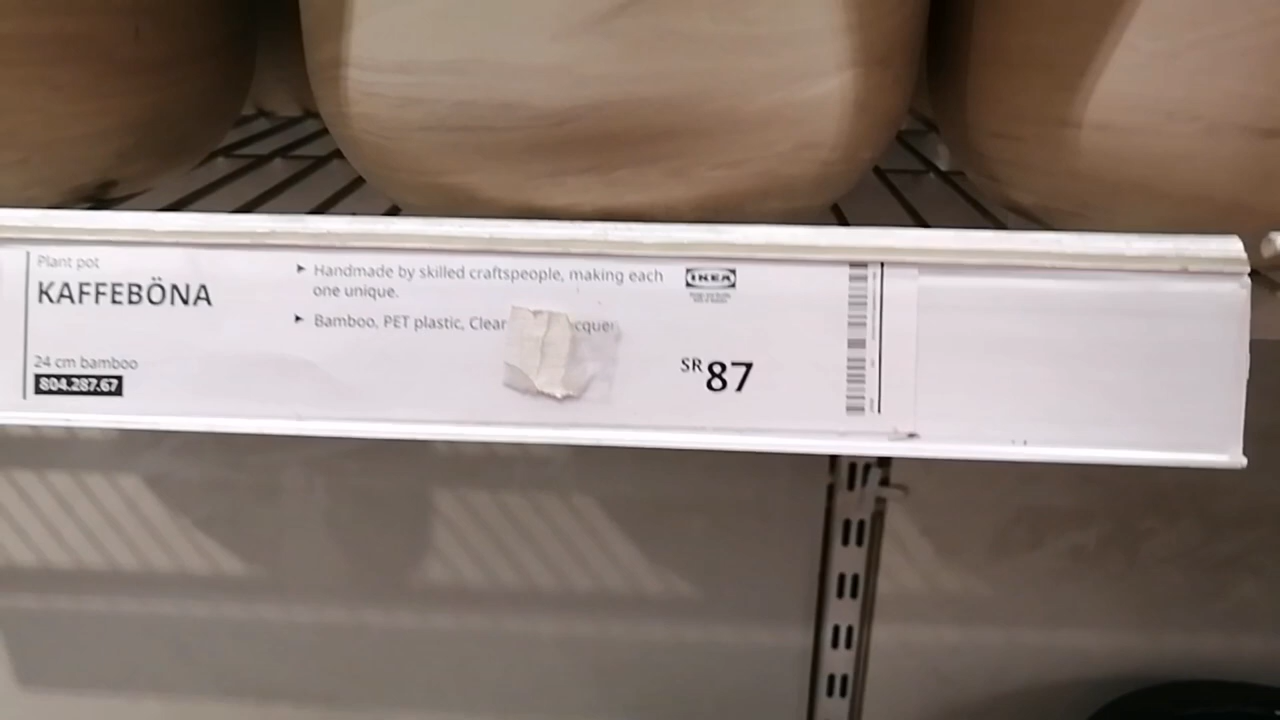 Plant pot
KAFFEBÖNA
24 cm bamboo
804.287.67
► Handmade by skilled craftspeople, making each
one unique.
► Bamboo, PET plastic, Clear
IKEA
SR 87